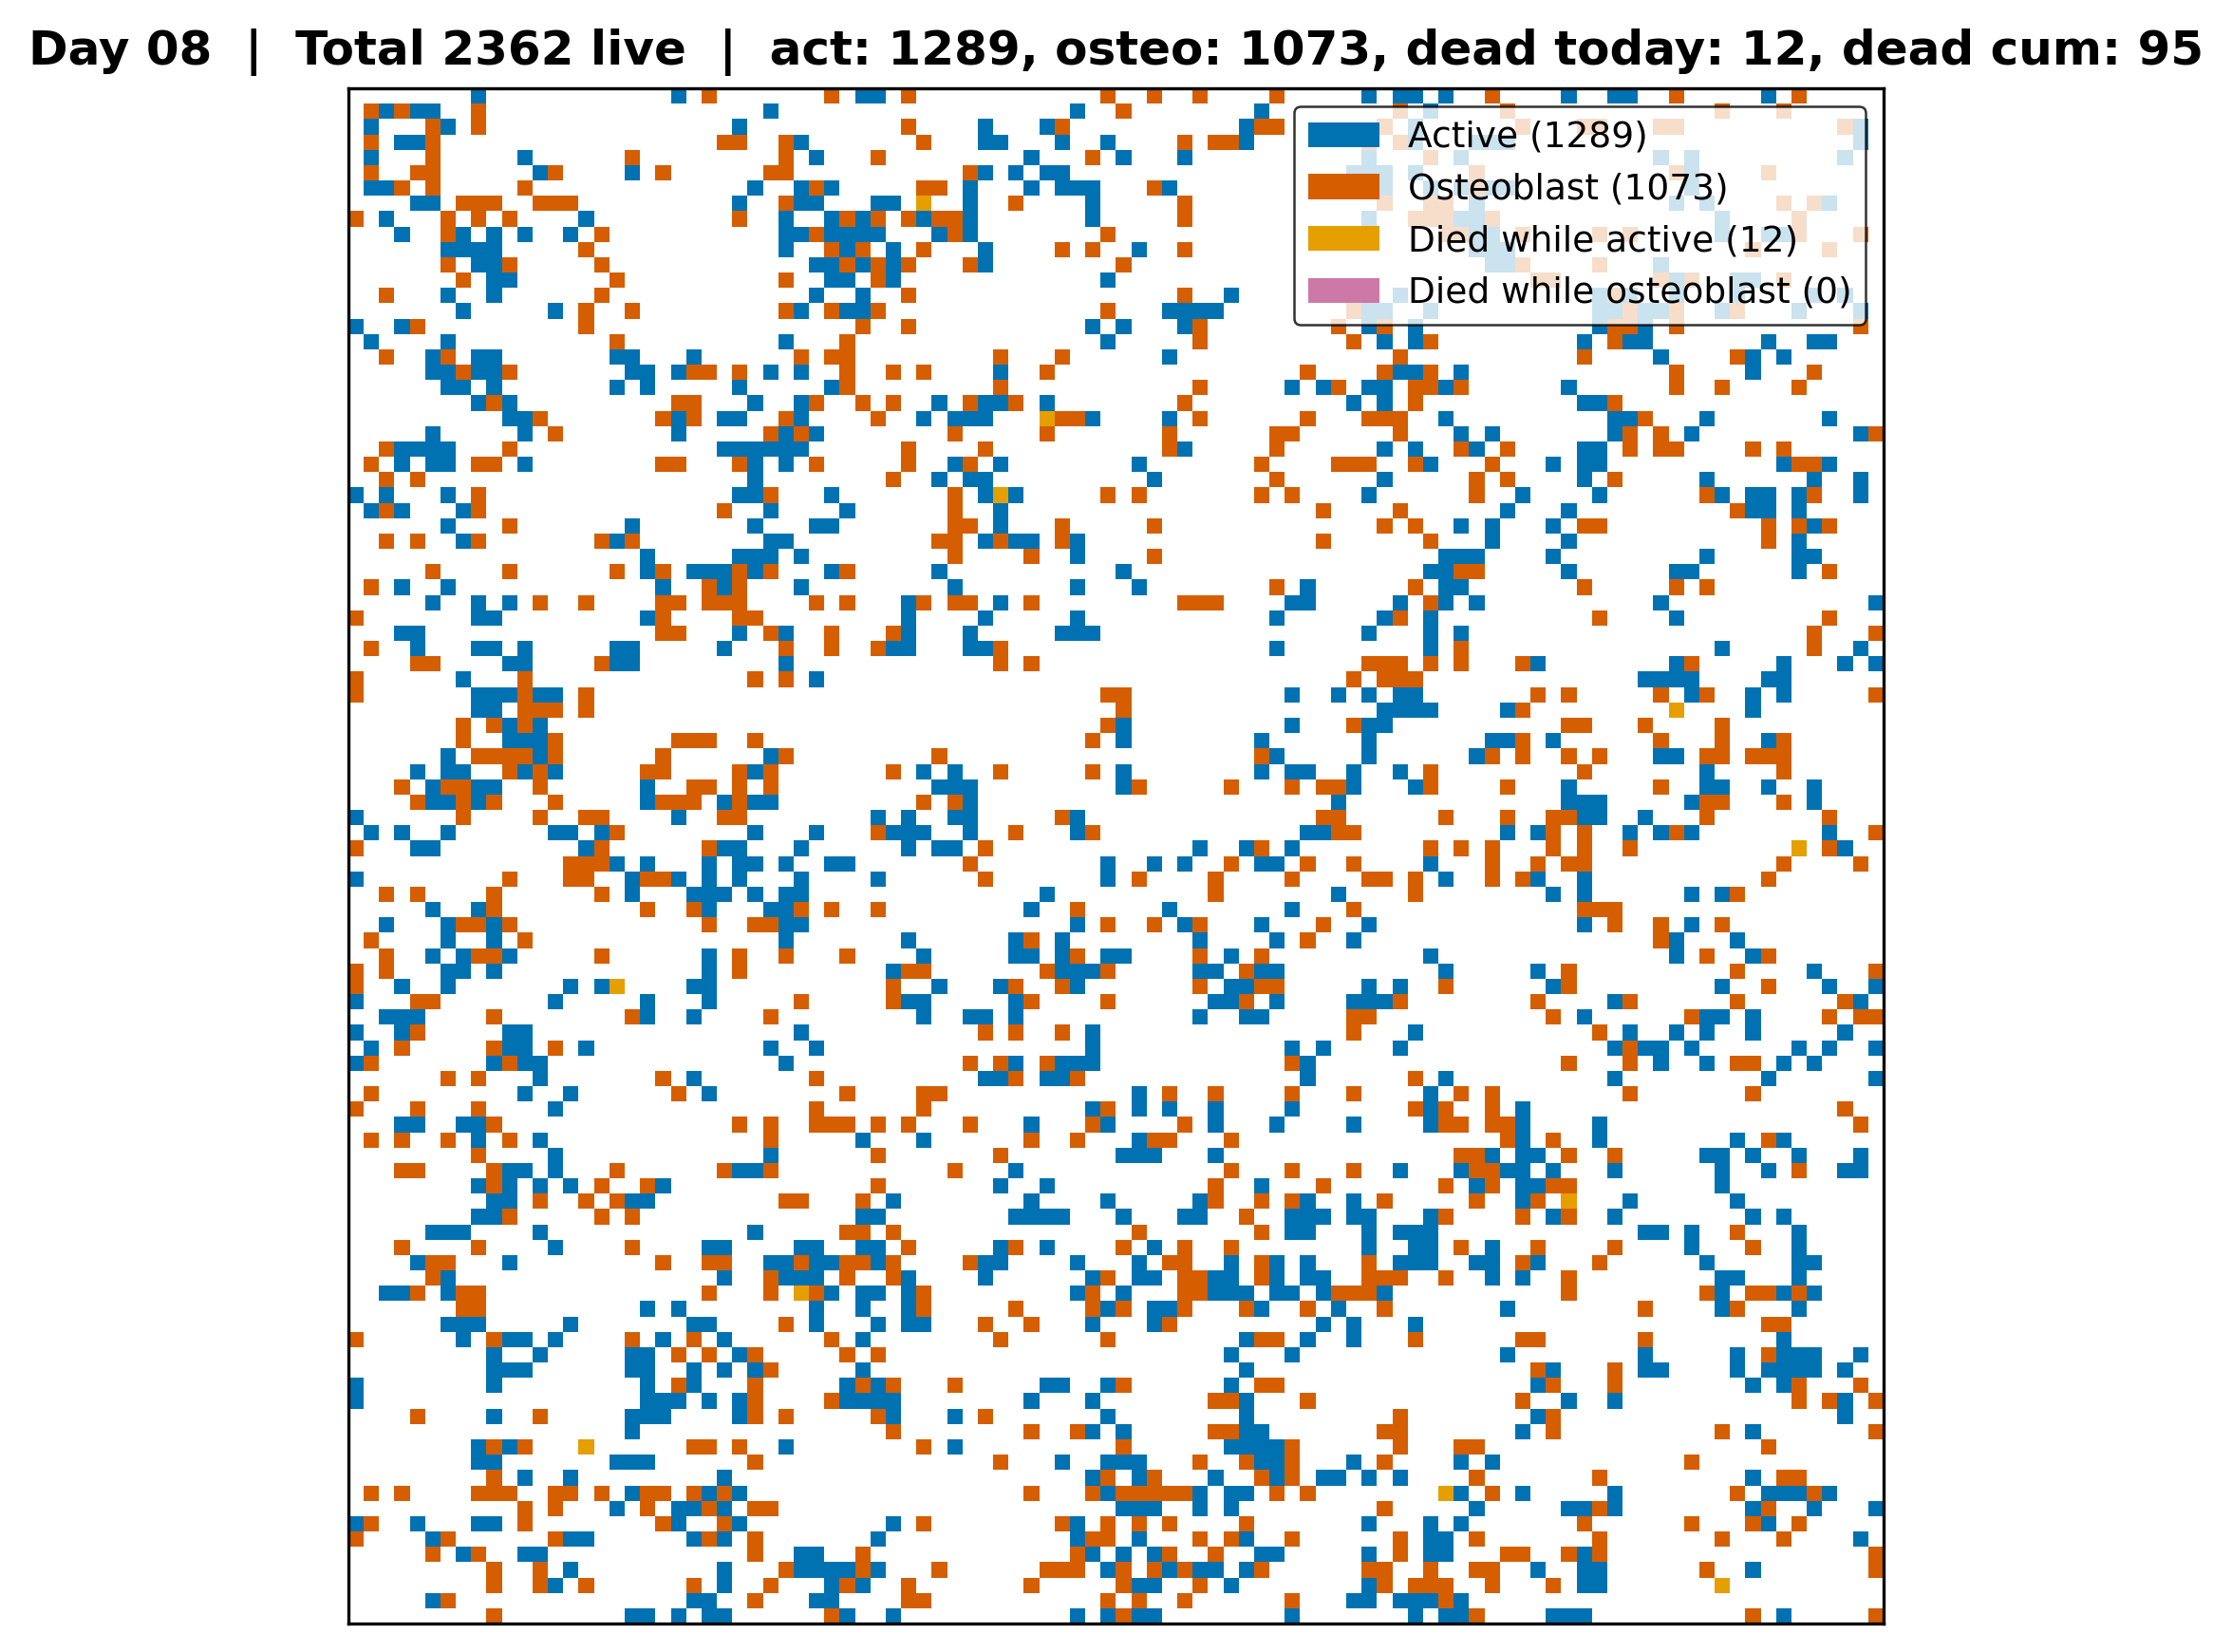 Day 08 | Total 2362 live | act: 1289, osteo: 1073, dead today: 12, dead cum: 95
Active (1289)
Osteoblast (1073)
Died while active (12)
Died while osteoblast (0)